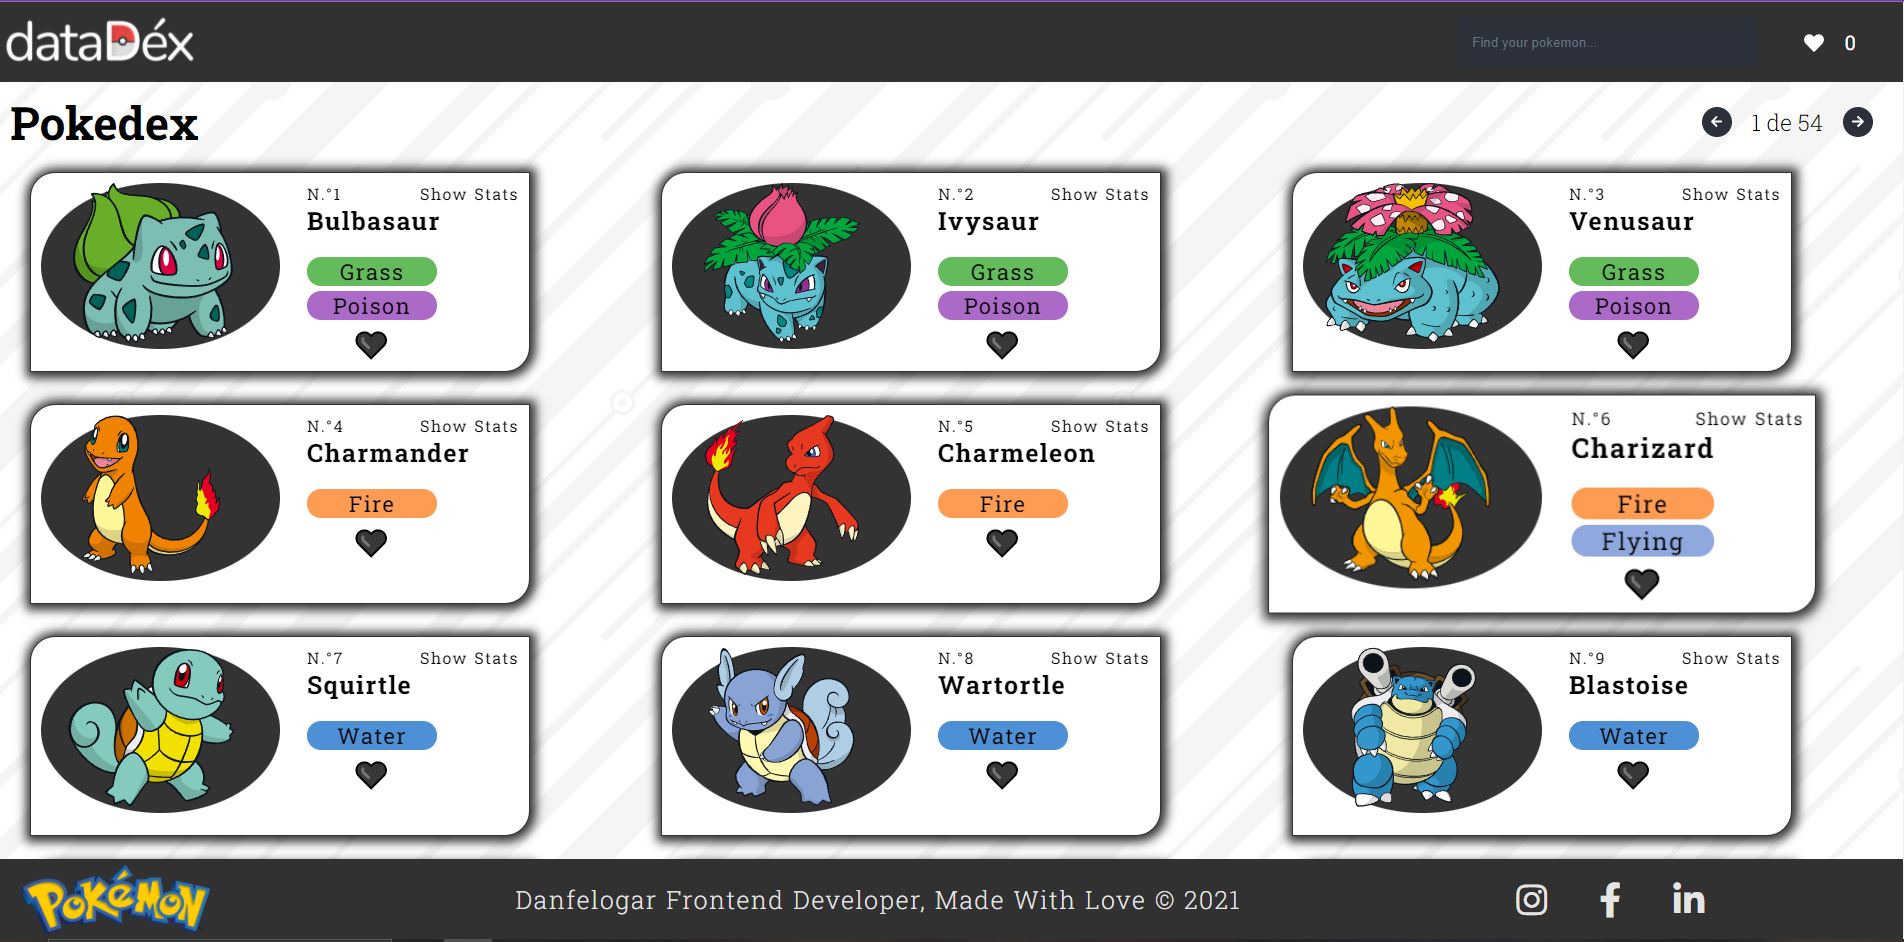 dataDéx
Find your pokemon...
0
Pokedex
1 de 54
N.°1 Show Stats
Bulbasaur
Grass
Poison
N.°2 Show Stats
Ivysaur
Grass
Poison
N.°3 Show Stats
Venusaur
Grass
Poison
N.°4 Show Stats
Charmander
Fire
N.°5 Show Stats
Charmeleon
Fire
N.°6 Show Stats
Charizard
Fire
Flying
N.°7 Show Stats
Squirtle
Water
N.°8 Show Stats
Wartortle
Water
N.°9 Show Stats
Blastoise
Water
POKéMON
Danfelogar Frontend Developer, Made With Love © 2021